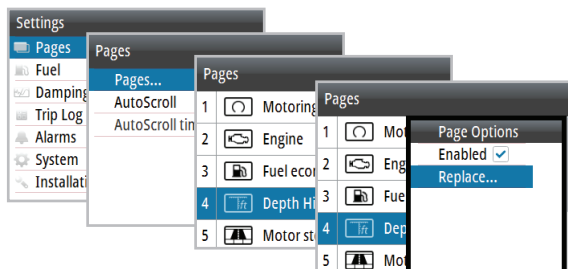 Settings
Pages
Fuel
Damping
Trip Log
Alarms
System
Installati
Pages
Pages...
AutoScroll
AutoScroll tim
Pages
1 Motoring
2 Engine
3 Fuel econ
4 ft Depth Hi
5 Motor st
Pages
1 Mot
2 Eng
3 Fue
4 ft Dep
5 Mot
Page Options
Enabled
Replace...